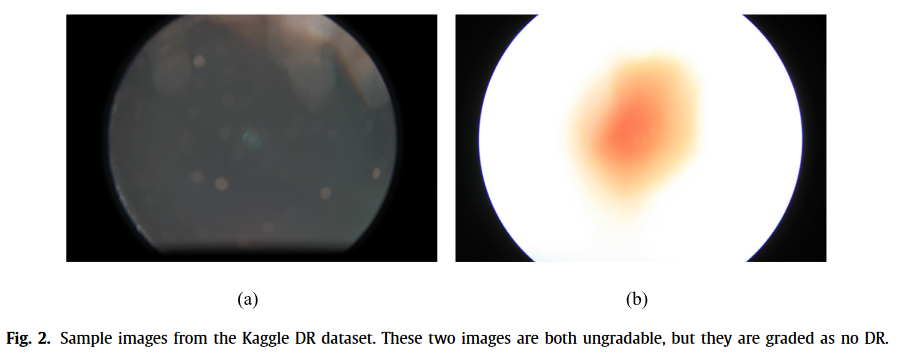 (a)
(b)
Fig. 2. Sample images from the Kaggle DR dataset. These two images are both ungradable, but they are graded as no DR.